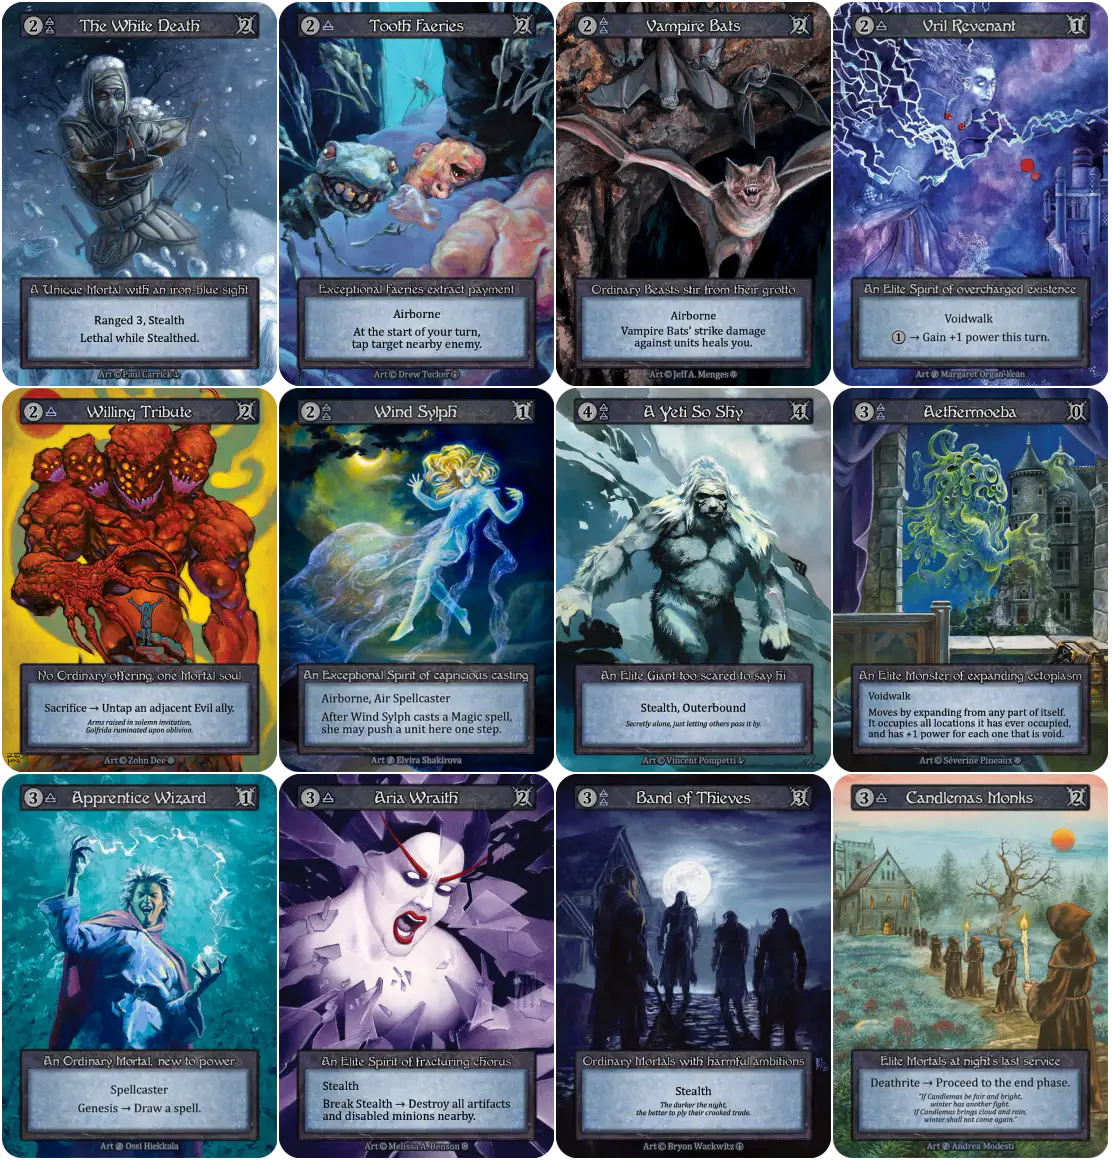 2 The White Death 2
A Unique Mortal with an iron-blue sight
Ranged 3, Stealth
Lethal while Stealthed.
Art © Paul Carrick
2 Tooth Faeries 2
Exceptional Faeries extract payment
Airborne
At the start of your turn,
tap target nearby enemy.
Art © Drew Tucker
2 Vampire Bats 2
Ordinary Beasts stir from their grotto
Airborne
Vampire Bats' strike damage
against units heals you.
Art © Jeff A. Menges
2 Vril Revenant 1
An Elite Spirit of overcharged existence
Voidwalk
1 → Gain +1 power this turn.
Art Margaret Organ-Kean
2 Willing Tribute 2
No Ordinary offering, one Mortal soul
Sacrifice → Untap an adjacent Evil ally.
Arms raised in solemn invitation,
Golfrida ruminated upon oblivion.
Art © Zohn Dee
2 Wind Sylph 1
An Exceptional Spirit of capricious casting
Airborne, Air Spellcaster
After Wind Sylph casts a Magic spell,
she may push a unit here one step.
Art Elvira Shakirova
4 A Yeti So Shy 4
An Elite Giant too scared to say hi
Stealth, Outerbound
Secretly alone, just letting others pass it by.
Art © Vincent Pompetti
3 Aethermoeba 0
An Elite Monster of expanding ectoplasm
Voidwalk
Moves by expanding from any part of itself.
It occupies all locations it has ever occupied,
and has +1 power for each one that is void.
Art © Séverine Pineaux
3 Apprentice Wizard 1
An Ordinary Mortal, new to power
Spellcaster
Genesis → Draw a spell.
Art Ossi Hiekkala
3 Aria Wraith 2
An Elite Spirit of fracturing chorus
Stealth
Break Stealth → Destroy all artifacts
and disabled minions nearby.
Art © Melissa A. Benson
3 Band of Thieves 3
Ordinary Mortals with harmful ambitions
Stealth
The darker the night,
the better to ply their crooked trade.
Art © Bryon Wackwitz
3 Candlemas Monks 2
Elite Mortals at night's last service
Deathrite → Proceed to the end phase.
"If Candlemas be fair and bright,
winter has another fight.
If Candlemas brings cloud and rain,
winter shall not come again."
Art Andrea Modesti